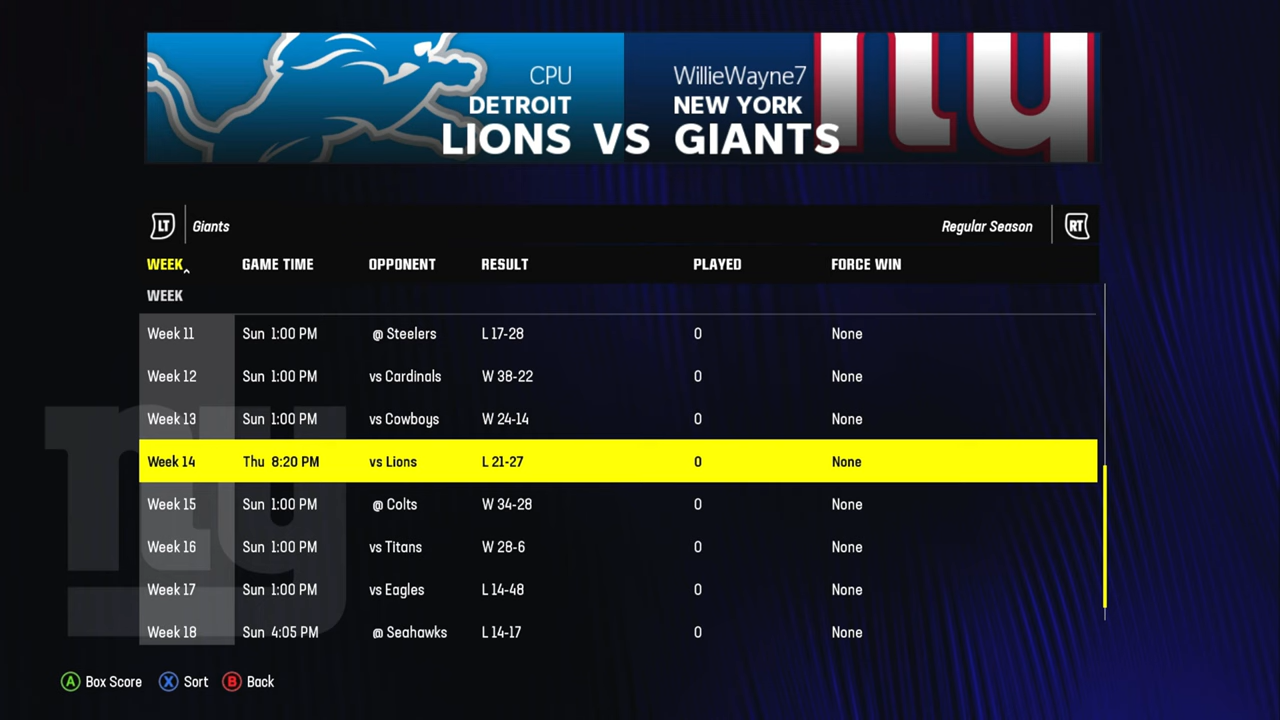 CPU WillieWayne7
DETROIT NEW YORK
LIONS VS GIANTS
LT Giants Regular Season RT
WEEK GAME TIME OPPONENT RESULT PLAYED FORCE WIN
WEEK
Week 11 Sun 1:00 PM @ Steelers L 17-28 0 None
Week 12 Sun 1:00 PM vs Cardinals W 38-22 0 None
Week 13 Sun 1:00 PM vs Cowboys W 24-14 0 None
Week 14 Thu 8:20 PM vs Lions L 21-27 0 None
Week 15 Sun 1:00 PM @ Colts W 34-28 0 None
Week 16 Sun 1:00 PM vs Titans W 28-6 0 None
Week 17 Sun 1:00 PM vs Eagles L 14-48 0 None
Week 18 Sun 4:05 PM @ Seahawks L 14-17 0 None
A Box Score X Sort B Back
ny
ny